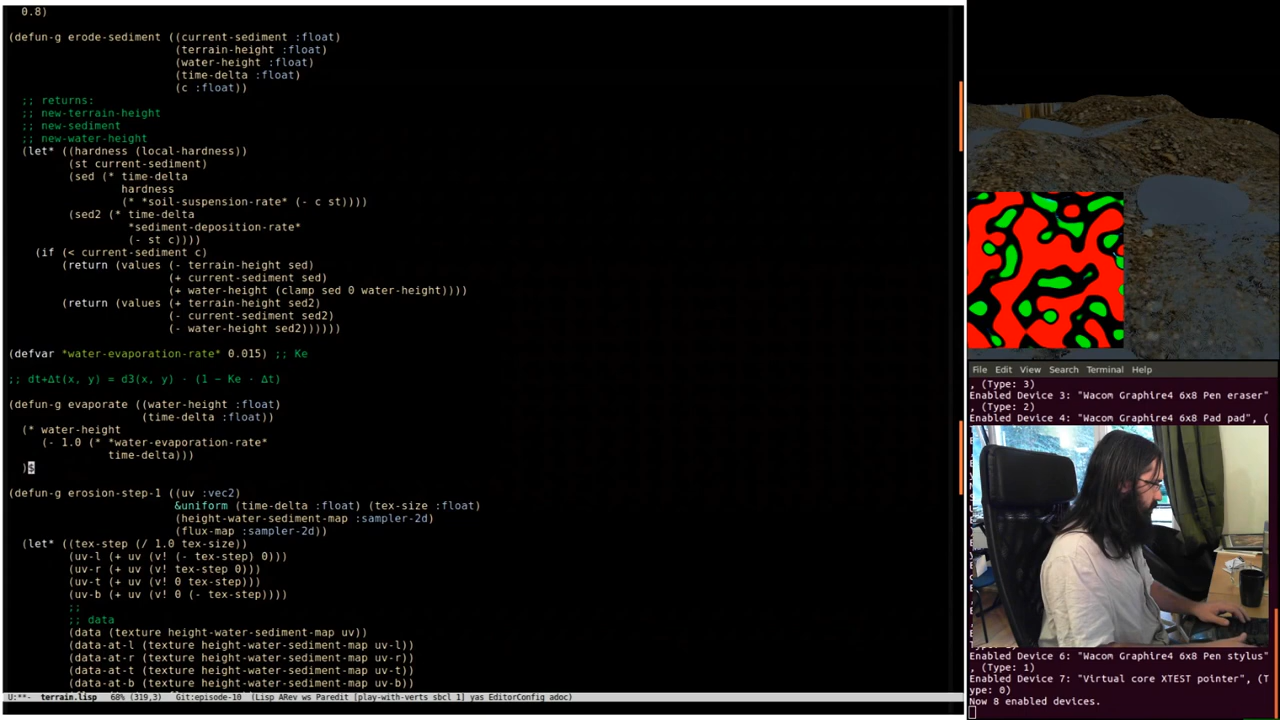 0.8)
(defun-g erode-sediment ((current-sediment :float)
(terrain-height :float)
(water-height :float)
(time-delta :float)
(c :float))
;; returns:
;; new-terrain-height
;; new-sediment
;; new-water-height
(let* ((hardness (local-hardness))
(st current-sediment)
(sed (* time-delta
hardness
(* *soil-suspension-rate* (- c st))))
(sed2 (* time-delta
*sediment-deposition-rate*
(- st c))))
(if (< current-sediment c)
(return (values (- terrain-height sed)
(+ current-sediment sed)
(+ water-height (clamp sed 0 water-height))))
(return (values (+ terrain-height sed2)
(- current-sediment sed2)
(- water-height sed2))))))
(defvar *water-evaporation-rate* 0.015) ;; Ke
;; dt+Δt(x, y) = d3(x, y) · (1 − Ke · Δt)
(defun-g evaporate ((water-height :float)
(time-delta :float))
(* water-height
(- 1.0 (* *water-evaporation-rate*
time-delta)))
)$
(defun-g erosion-step-1 ((uv :vec2)
&uniform (time-delta :float) (tex-size :float)
(height-water-sediment-map :sampler-2d)
(flux-map :sampler-2d))
(let* ((tex-step (/ 1.0 tex-size))
(uv-l (+ uv (v! (- tex-step) 0)))
(uv-r (+ uv (v! tex-step 0)))
(uv-t (+ uv (v! 0 tex-step)))
(uv-b (+ uv (v! 0 (- tex-step))))
;;
;; data
(data (texture height-water-sediment-map uv))
(data-at-l (texture height-water-sediment-map uv-l))
(data-at-r (texture height-water-sediment-map uv-r))
(data-at-t (texture height-water-sediment-map uv-t))
(data-at-b (texture height-water-sediment-map uv-b))
U:**- terrain.lisp 68% (319,3) Git:episode-10 (Lisp ARev ws Paredit [play-with-verts sbcl 1] yas EditorConfig adoc)
File Edit View Search Terminal Help
, (Type: 3)
Enabled Device 3: "Wacom Graphire4 6x8 Pen eraser"
, (Type: 2)
Enabled Device 4: "Wacom Graphire4 6x8 Pad pad", (
Enabled Device 6: "Wacom Graphire4 6x8 Pen stylus"
, (Type: 1)
Enabled Device 7: "Virtual core XTEST pointer", (T
ype: 0)
Now 8 enabled devices.